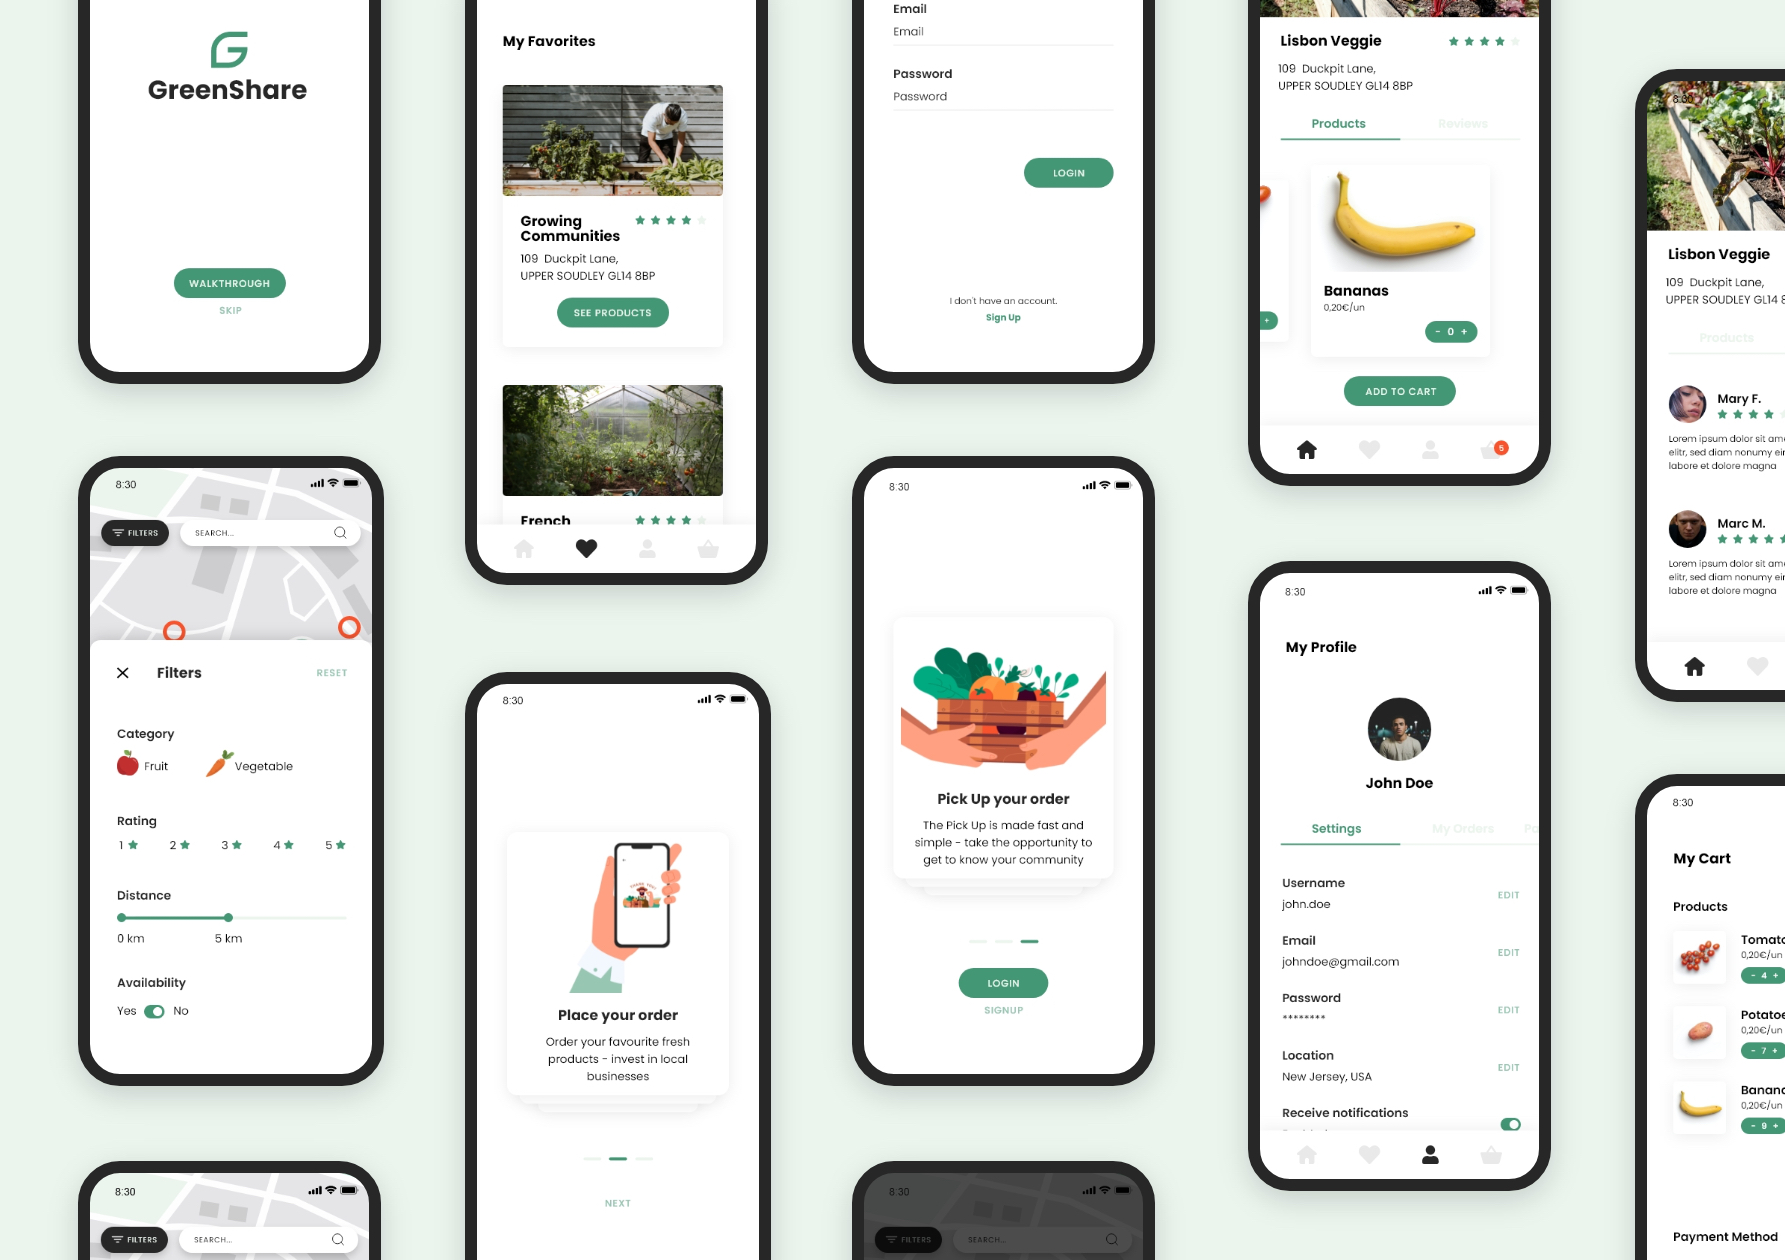 GreenShare
WALKTHROUGH
SKIP
8:30
FILTERS
SEARCH...
Filters
RESET
Category
Fruit
Vegetable
Rating
1
2
3
4
5
Distance
0 km
5 km
Availability
Yes
No
8:30
FILTERS
SEARCH...
My Favorites
Growing
Communities
109 Duckpit Lane,
UPPER SOUDLEY GL14 8BP
SEE PRODUCTS
French
8:30
Place your order
Order your favourite fresh
products - invest in local
businesses
NEXT
Email
Email
Password
Password
LOGIN
I don't have an account.
Sign Up
8:30
Pick Up your order
The Pick Up is made fast and
simple - take the opportunity to
get to know your community
LOGIN
SIGNUP
8:30
FILTERS
SEARCH...
Lisbon Veggie
109 Duckpit Lane,
UPPER SOUDLEY GL14 8BP
Products
Reviews
Bananas
0,20€/un
+
- 0 +
ADD TO CART
5
8:30
My Profile
John Doe
Settings
My Orders
Pa
Username
john.doe
EDIT
Email
johndoe@gmail.com
EDIT
Password
********
EDIT
Location
New Jersey, USA
EDIT
Receive notifications
8:30
Lisbon Veggie
109 Duckpit Lane,
UPPER SOUDLEY GL14 8
Products
Mary F.
Lorem ipsum dolor sit ame
elitr, sed diam nonumy eir
labore et dolore magna
Marc M.
Lorem ipsum dolor sit ame
elitr, sed diam nonumy eir
labore et dolore magna
8:30
My Cart
Products
Tomato
0,20€/un
- 4 +
Potatoe
0,20€/un
- 7 +
Banana
0,20€/un
- 9 +
Payment Method